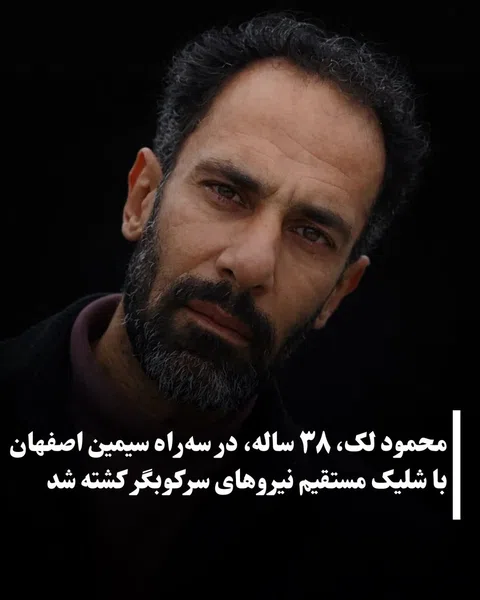 محمود لک، ۳۸ ساله، در سه‌راه سیمین اصفهان
با شلیک مستقیم نیروهای سرکوبگر کشته شد